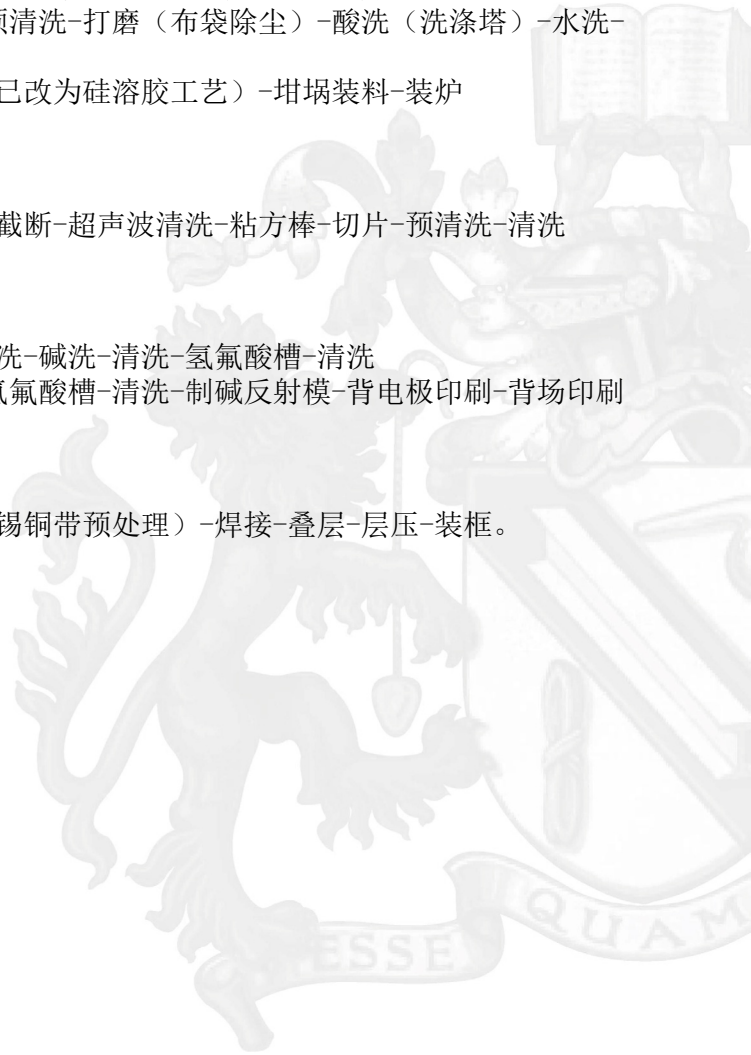 清洗-打磨（布袋除尘）-酸洗（洗涤塔）-水洗-
已改为硅溶胶工艺）-坩埚装料-装炉
截断-超声波清洗-粘方棒-切片-预清洗-清洗
洗-碱洗-清洗-氢氟酸槽-清洗
氟酸槽-清洗-制碱反射模-背电极印刷-背场印刷
锡铜带预处理）-焊接-叠层-层压-装框。
ESSE
QUAM